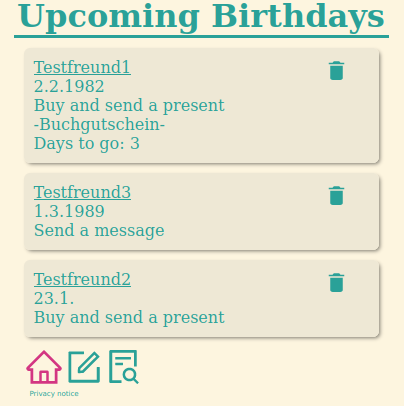 Upcoming Birthdays
Testfreund1
2.2.1982
Buy and send a present
-Buchgutschein-
Days to go: 3
Testfreund3
1.3.1989
Send a message
Testfreund2
23.1.
Buy and send a present
Privacy notice